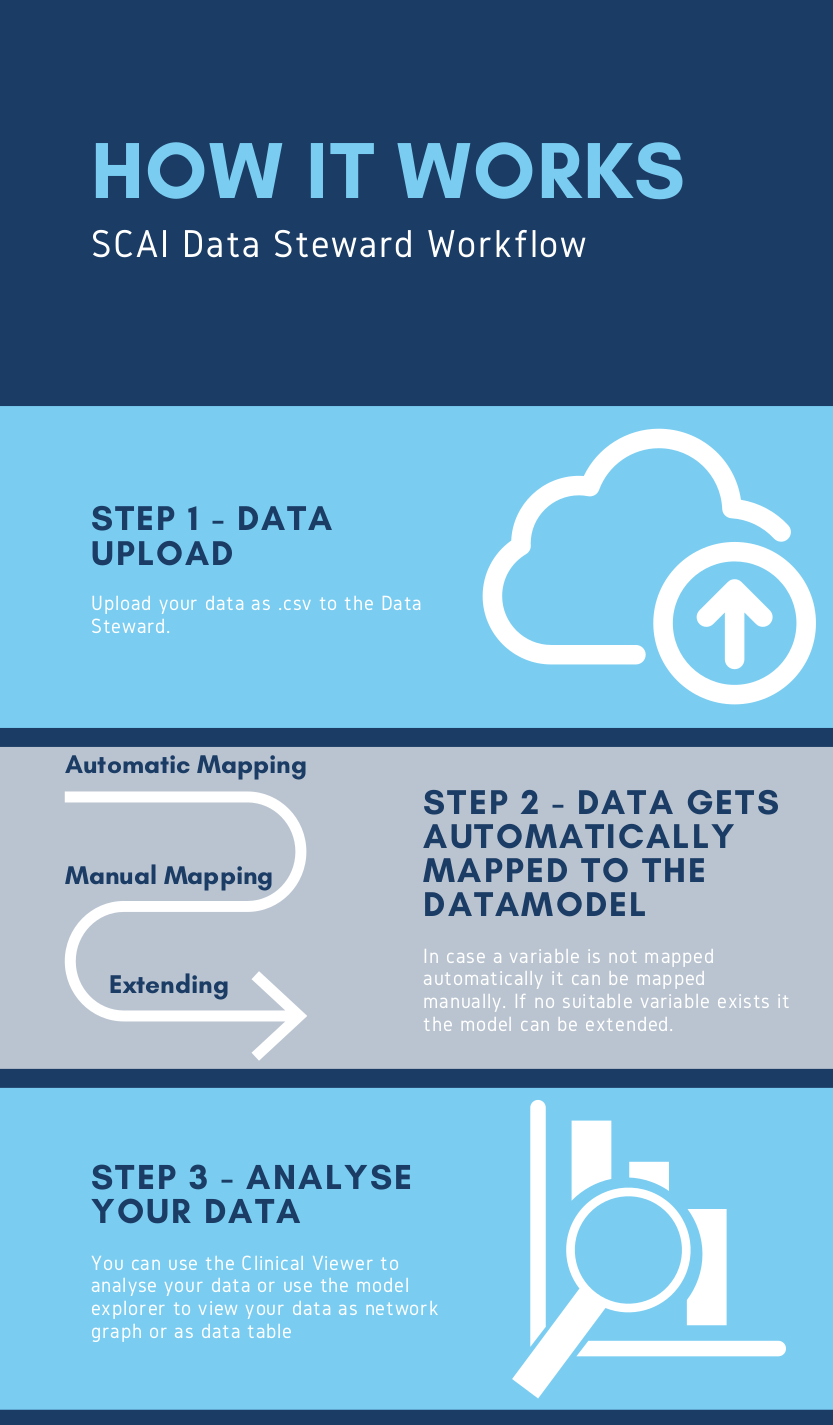 HOW IT WORKS
SCAI Data Steward Workflow
STEP 1 - DATA
UPLOAD
Upload your data as .csv to the Data
Steward.
Automatic Mapping
Manual Mapping
Extending
STEP 2 - DATA GETS
AUTOMATICALLY
MAPPED TO THE
DATAMODEL
In case a variable is not mapped
automatically it can be mapped
manually. If no suitable variable exists it
the model can be extended.
STEP 3 - ANALYSE
YOUR DATA
You can use the Clinical Viewer to
analyse your data or use the model
explorer to view your data as network
graph or as data table